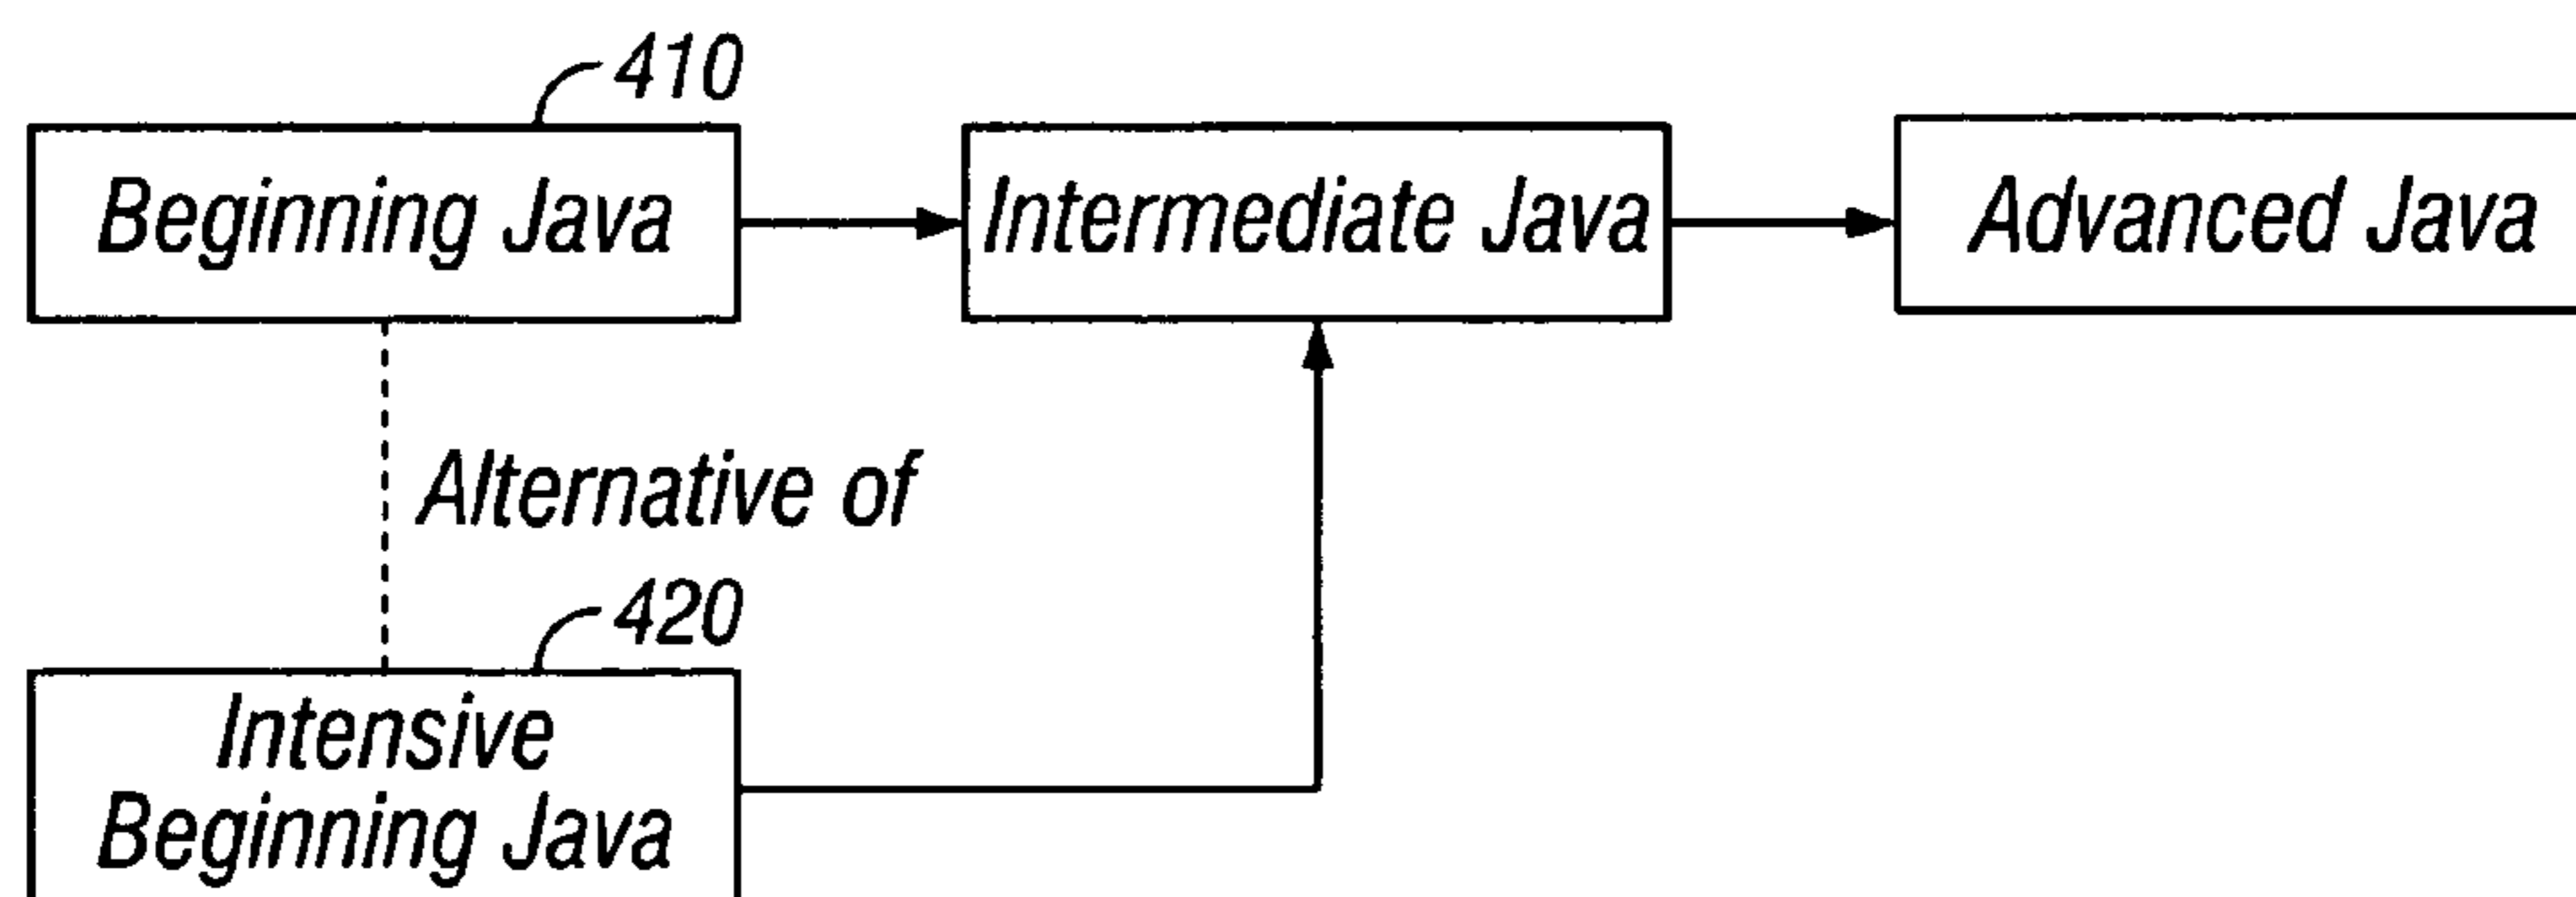 410
Beginning Java
Intermediate Java
Advanced Java
Alternative of
420
Intensive
Beginning Java